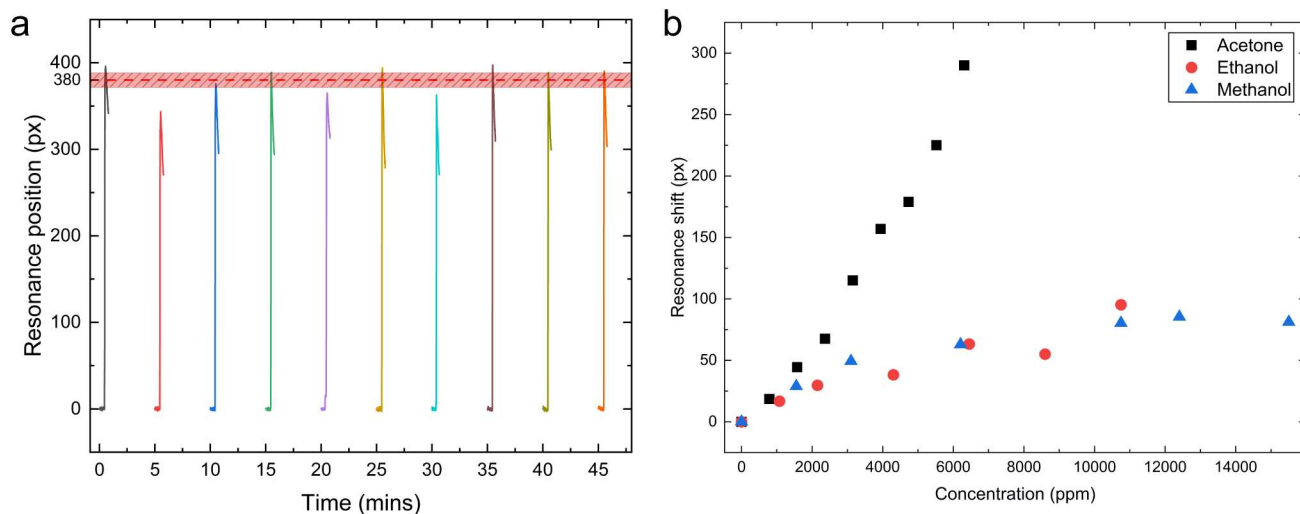 a
Resonance position (px)
400
380
300
200
100
0
0 5 10 15 20 25 30 35 40 45
Time (mins)
b
Resonance shift (px)
300
250
200
150
100
50
0
0 2000 4000 6000 8000 10000 12000 14000
Concentration (ppm)
Acetone
Ethanol
Methanol